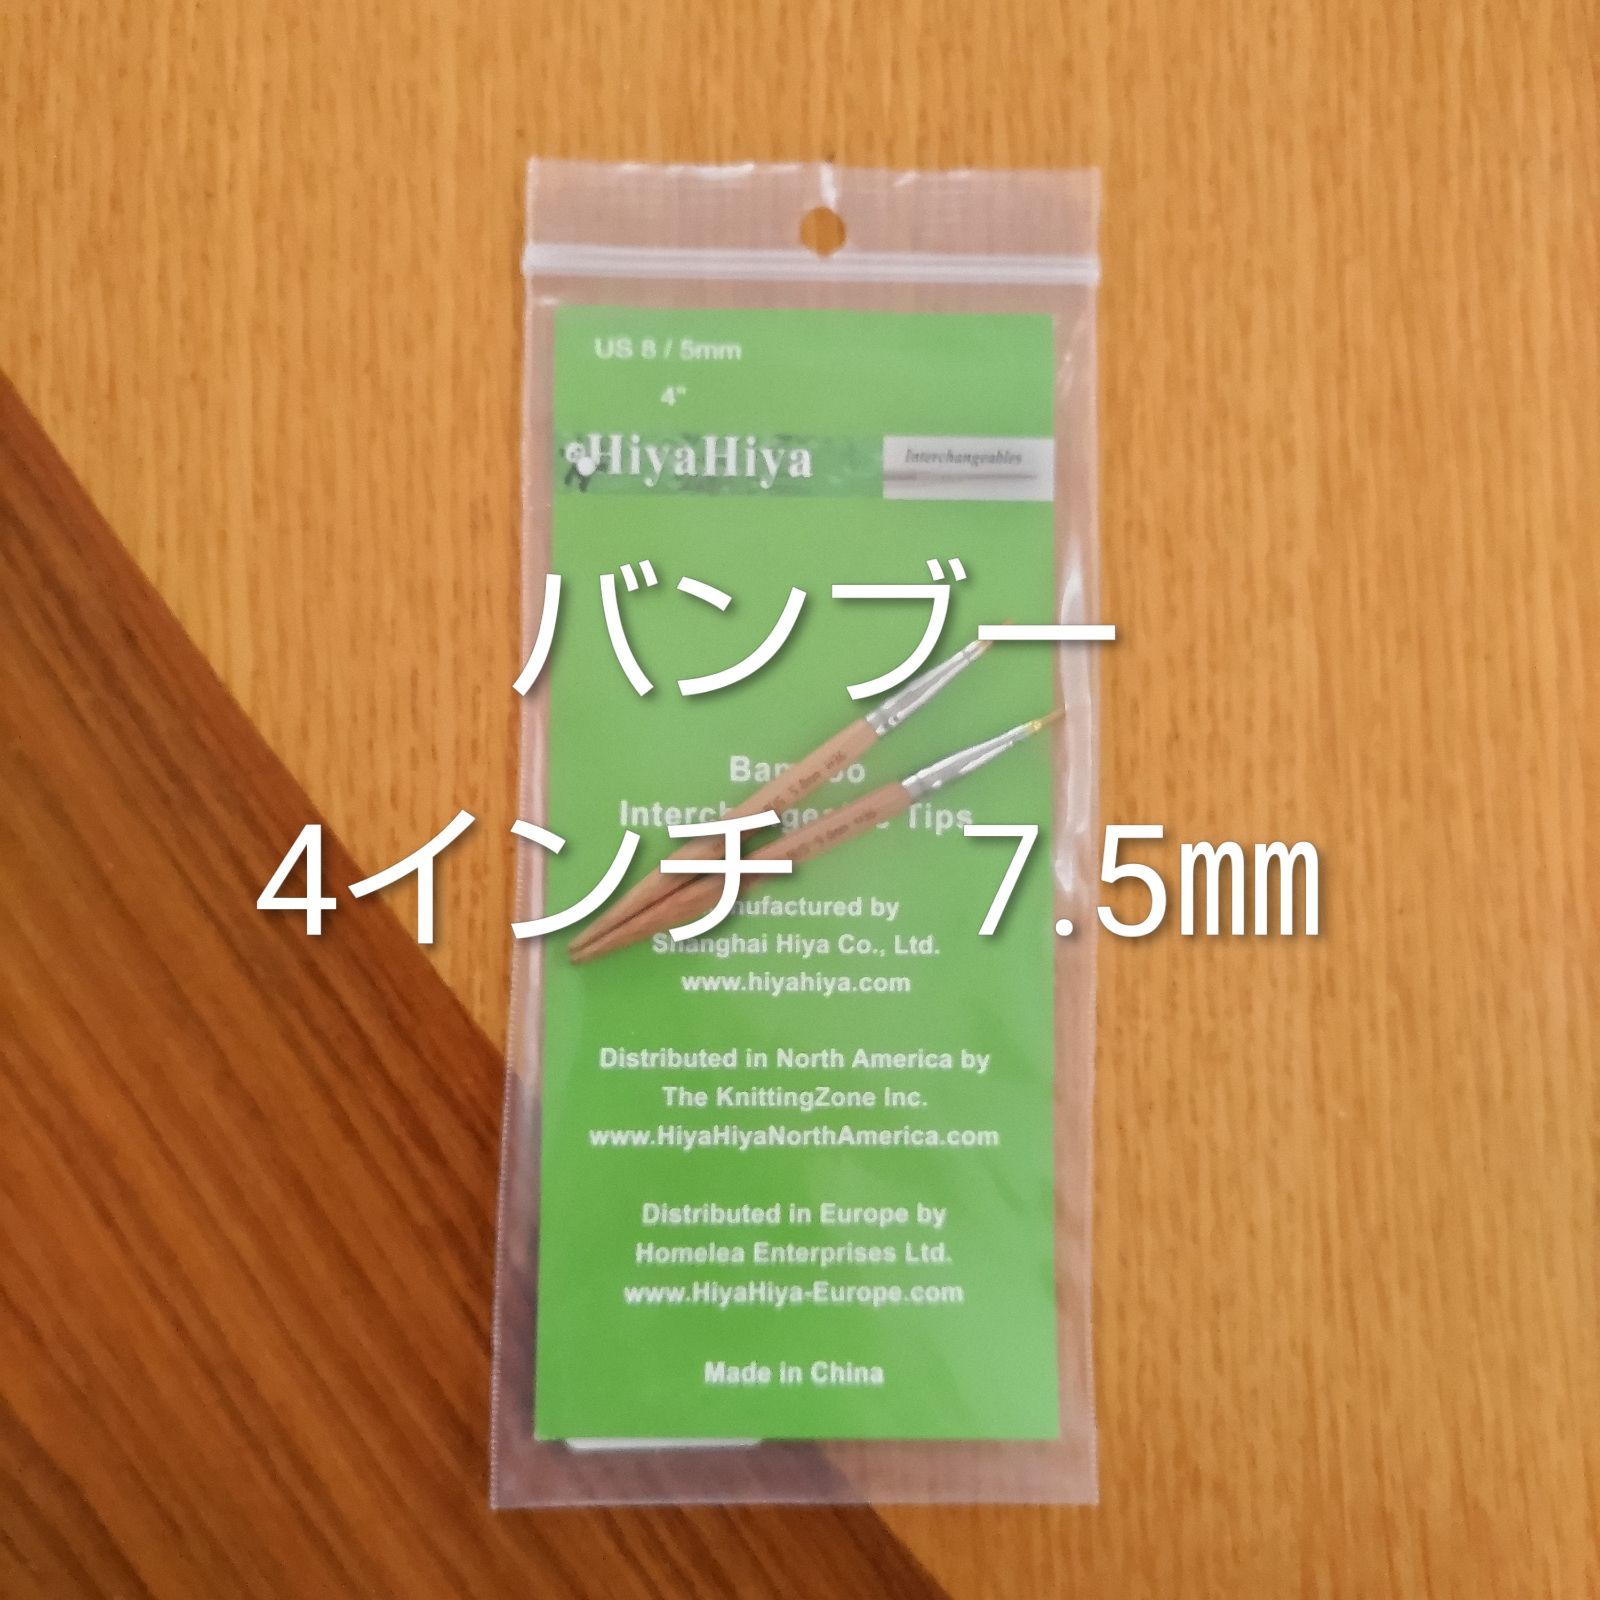 US 8 / 5mm
4"
HiyaHiya
Interchangeables
バンブー
4インチ 7.5㎜
Tips
Shanghai Hiya Co., Ltd.
www.hiyahiya.com
Distributed in North America by
The KnittingZone Inc.
www.HiyaHiyaNorthAmerica.com
Distributed in Europe by
Homelea Enterprises Ltd.
www.HiyaHiya-Europe.com
Made in China